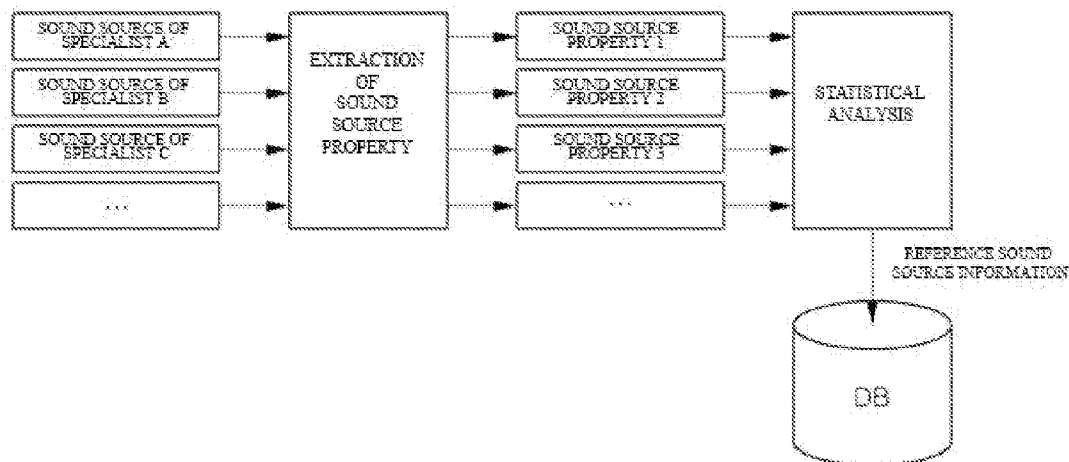 SOUND SOURCE OF
SPECIALIST A
SOUND SOURCE OF
SPECIALIST B
SOUND SOURCE OF
SPECIALIST C
...
EXTRACTION
OF
SOUND
SOURCE
PROPERTY
SOUND SOURCE
PROPERTY 1
SOUND SOURCE
PROPERTY 2
SOUND SOURCE
PROPERTY 3
...
STATISTICAL
ANALYSIS
REFERENCE SOUND
SOURCE INFORMATION
DB